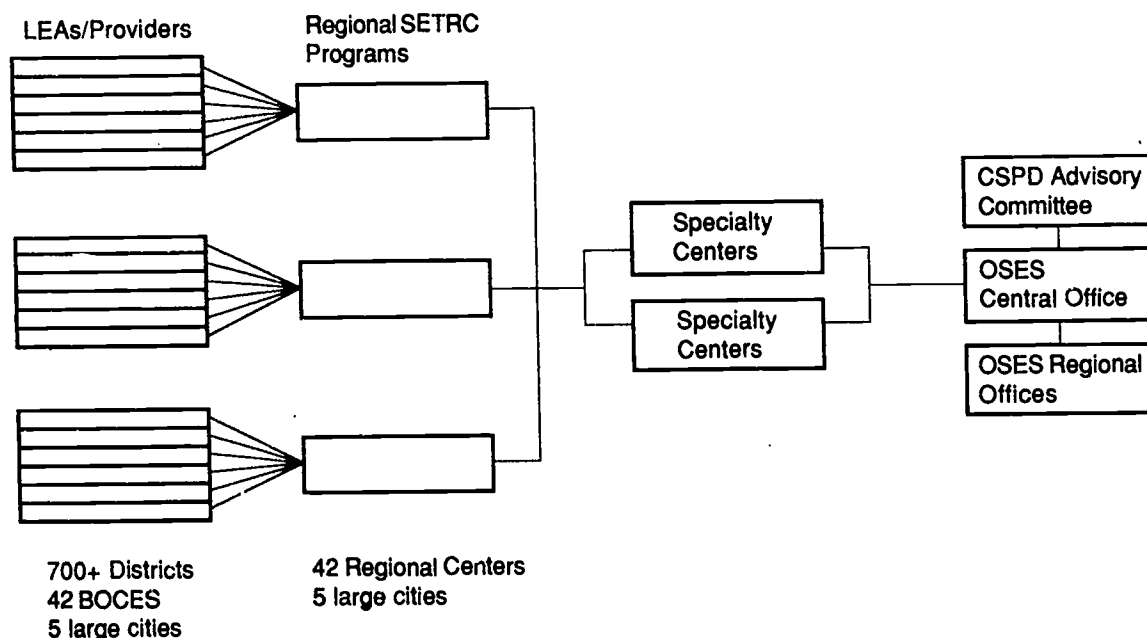 LEAs/Providers
Regional SETRC
Programs
Specialty
Centers
Specialty
Centers
CSPD Advisory
Committee
OSES
Central Office
OSES Regional
Offices
700+ Districts
42 BOCES
5 large cities
42 Regional Centers
5 large cities